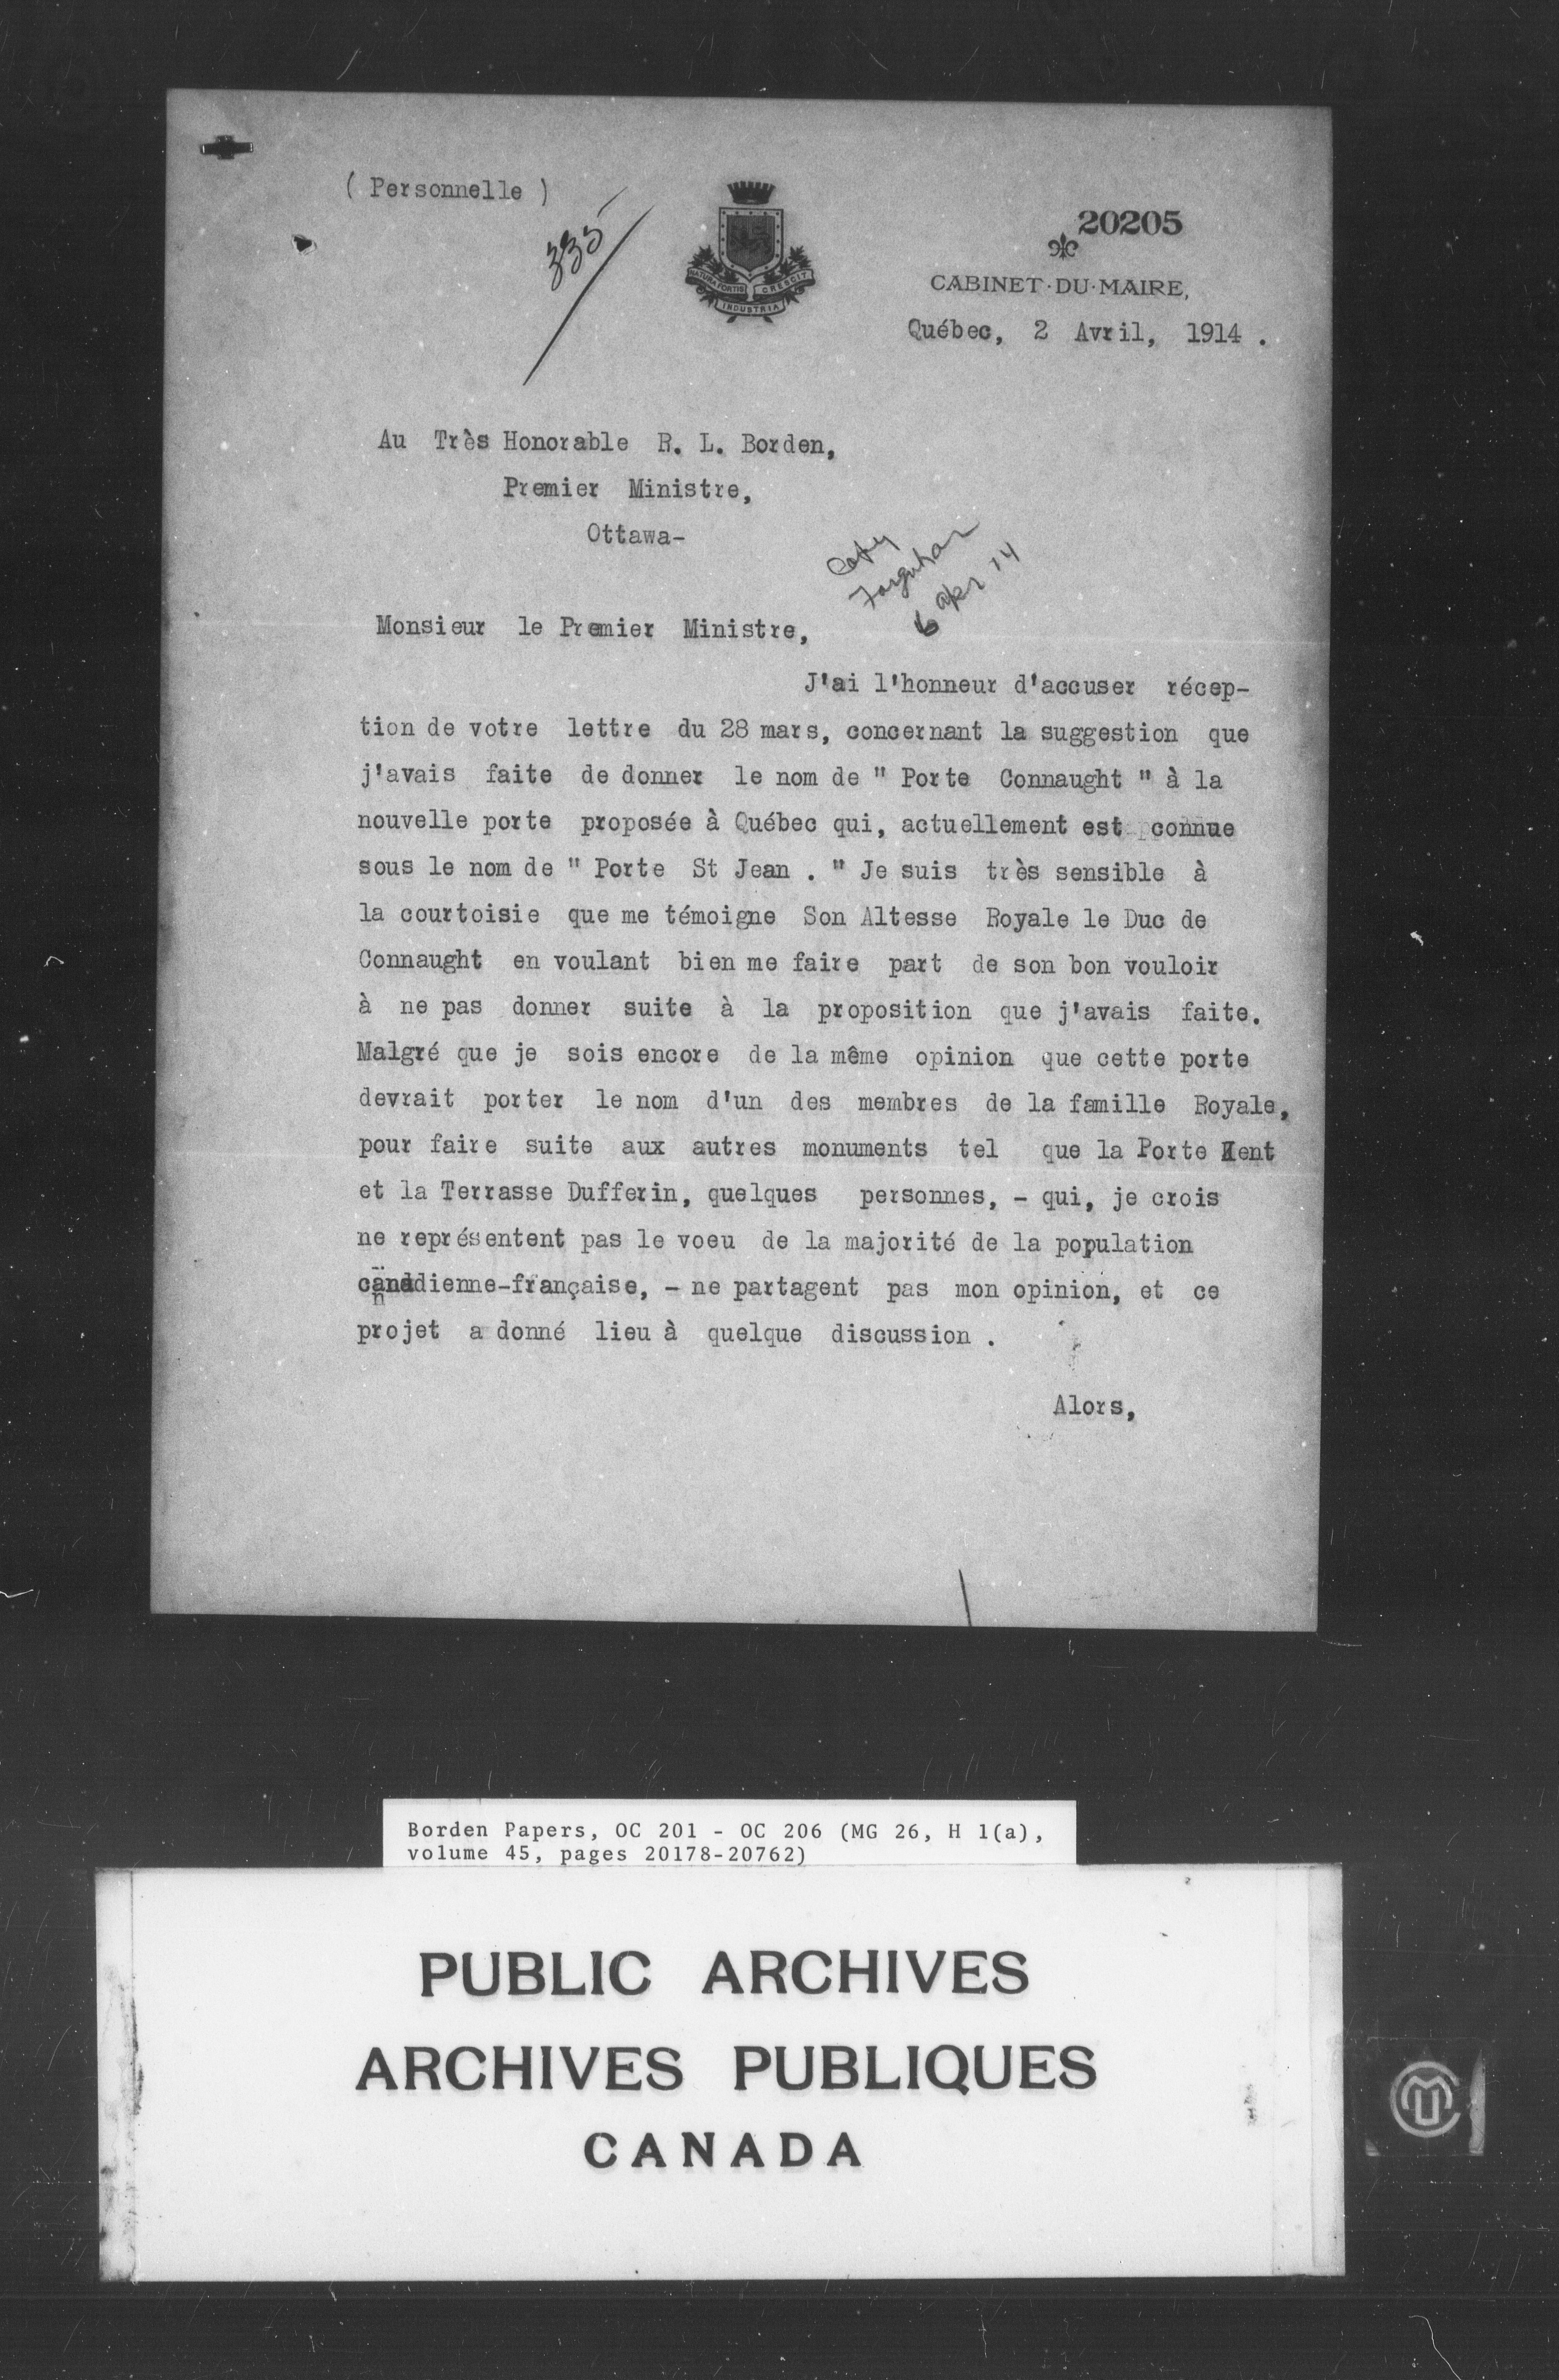 ( Personnelle )
335
NATURA FORTIS
INDUSTRIA
CRESCIT
20205
CABINET·DU·MAIRE,
Québec, 2 Avril, 1914 .
Au Très Honorable R. L. Borden,
Premier Ministre,
Ottawa-
Copy
Farquhar
6 Apr 14
Monsieur le Premier Ministre,
J'ai l'honneur d'accuser récep-
tion de votre lettre du 28 mars, concernant la suggestion que
j'avais faite de donner le nom de " Porte Connaught " à la
nouvelle porte proposée à Québec qui, actuellement est connue
sous le nom de " Porte St Jean . " Je suis très sensible à
la courtoisie que me témoigne Son Altesse Royale le Duc de
Connaught en voulant bien me faire part de son bon vouloir
à ne pas donner suite à la proposition que j'avais faite.
Malgré que je sois encore de la même opinion que cette porte
devrait porter le nom d'un des membres de la famille Royale,
pour faire suite aux autres monuments tel que la Porte Kent
et la Terrasse Dufferin, quelques personnes, - qui, je crois
ne représentent pas le voeu de la majorité de la population
canadienne-française, - ne partagent pas mon opinion, et ce
projet a donné lieu à quelque discussion .
Alors,
Borden Papers, OC 201 - OC 206 (MG 26, H 1(a),
volume 45, pages 20178-20762)
PUBLIC ARCHIVES
ARCHIVES PUBLIQUES
CANADA